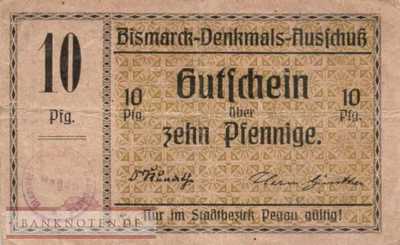 10
Pfg.
Bismarck-Denkmals-Ausschuß
Gutschein
über
10 Pfg.
10 Pfg.
zehn Pfennige.
Nur im Stadtbezirk Pegau gültig!
BANKNOTEN.DE